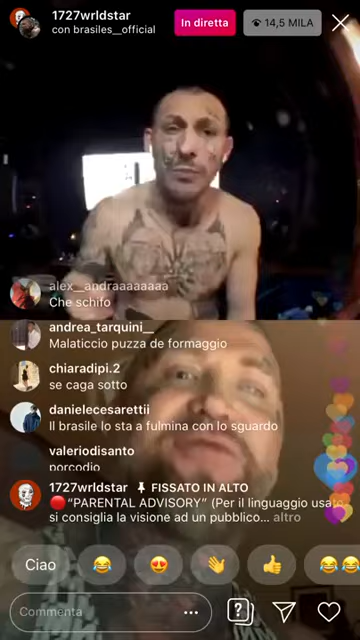 1727wrldstar
con brasiles__official
In diretta
14,5 MILA
alex__andraaaaaaaa
Che schifo
andrea_tarquini__
Malaticcio puzza de formaggio
chiaradipi.2
se caga sotto
danielecesarettii
Il brasile lo sta a fulmina con lo sguardo
valeriodisanto
porcodio
1727wrldstar FISSATO IN ALTO
"PARENTAL ADVISORY" (Per il linguaggio usato
si consiglia la visione ad un pubblico... altro
Ciao
Commenta